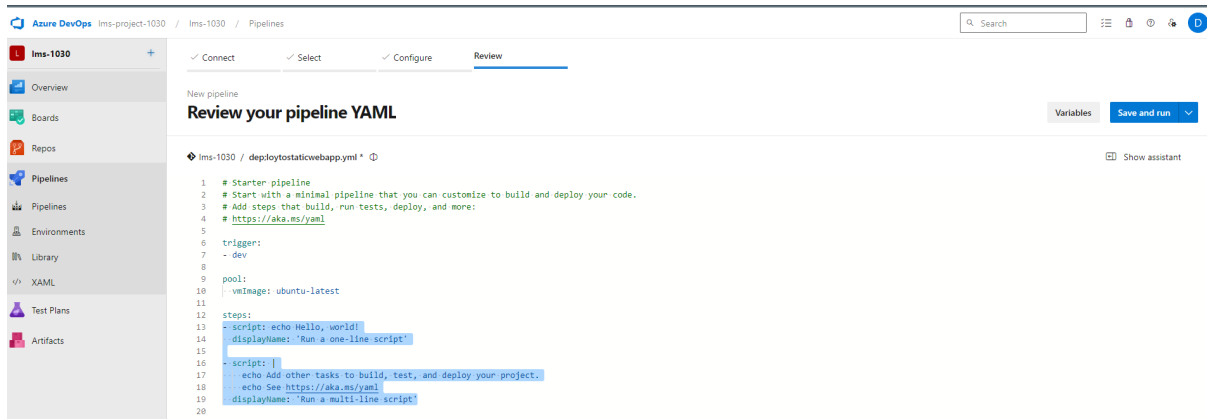 Azure DevOps lms-project-1030 / lms-1030 / Pipelines
Search
D
L lms-1030 +
Overview
Boards
Repos
Pipelines
Pipelines
Environments
Library
XAML
Test Plans
Artifacts
Connect
Select
Configure
Review
New pipeline
Review your pipeline YAML
Variables
Save and run
lms-1030 / dep;loytostaticwebapp.yml *
Show assistant
1 # Starter pipeline
2 # Start with a minimal pipeline that you can customize to build and deploy your code.
3 # Add steps that build, run tests, deploy, and more:
4 # https://aka.ms/yaml
5
6 trigger:
7 - dev
8
9 pool:
10 vmImage: ubuntu-latest
11
12 steps:
13 - script: echo Hello, world!
14 displayName: 'Run a one-line script'
15
16 - script: |
17 echo Add other tasks to build, test, and deploy your project.
18 echo See https://aka.ms/yaml
19 displayName: 'Run a multi-line script'
20